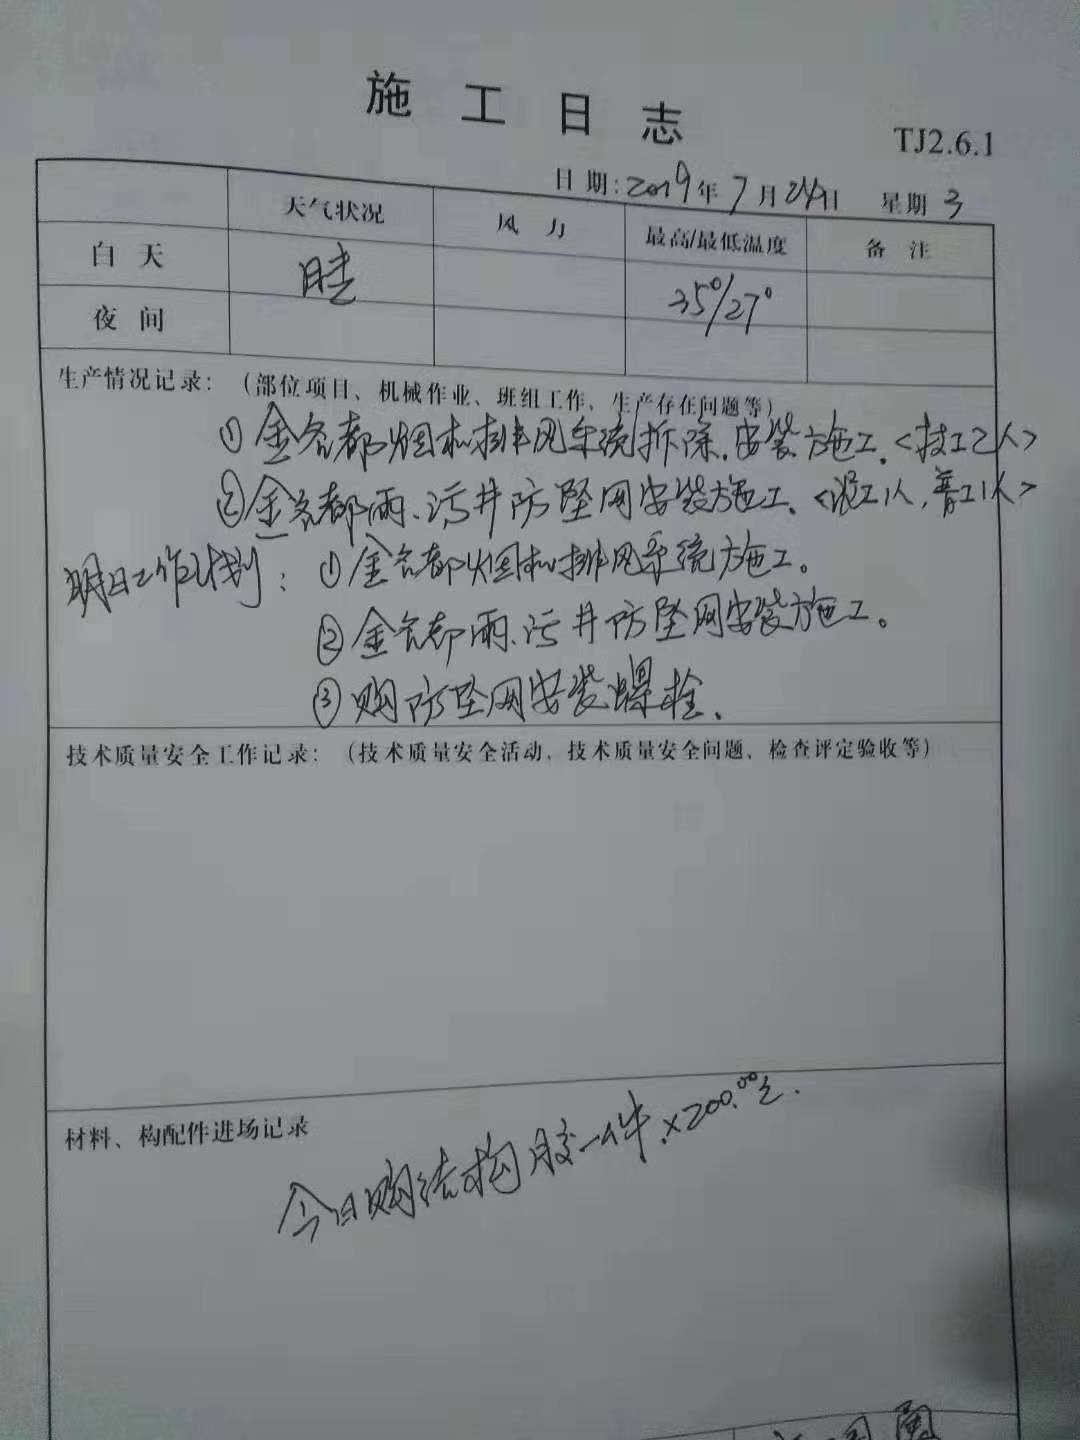 施工日志
TJ2.6.1
日期:2019年7月24日 星期3
天气状况 风力 最高/最低温度 备注
白天 晴 35°/27°
夜间
生产情况记录:(部位项目、机械作业、班组工作、生产存在问题等)
①金名都烟机排风系统拆除.安装施工.<技工2人>
②金名都雨、污井防坠网安装施工.<泥工1人,普工1人>
明日工作计划:①金名都烟机排风系统施工。
②金名都雨、污井防坠网安装施工。
③购防坠网安装螺栓.
技术质量安全工作记录:(技术质量安全活动、技术质量安全问题、检查评定验收等)
材料、构配件进场记录
今日购结构胶一件.×200.00元.